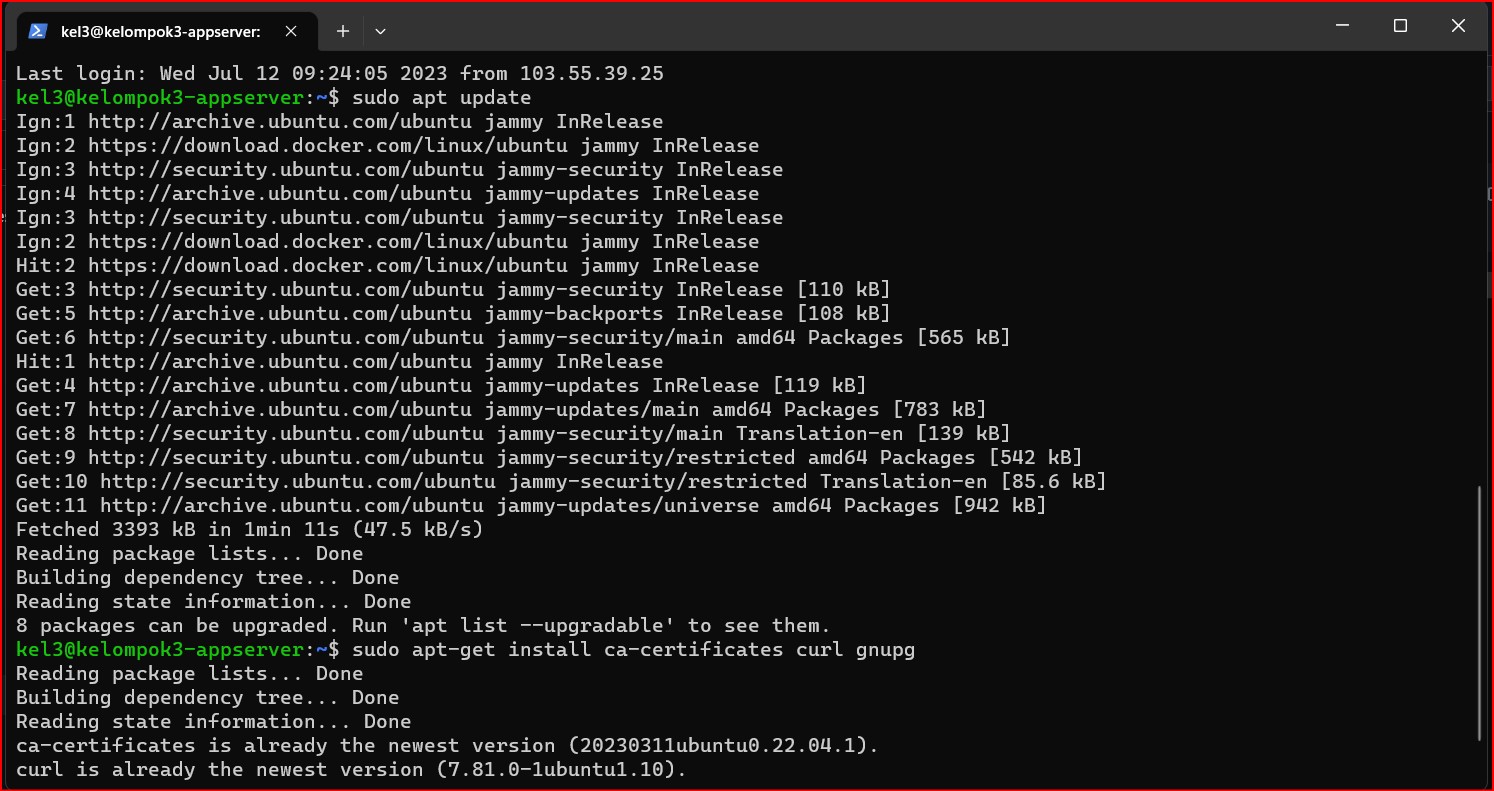 kel3@kelompok3-appserver:
Last login: Wed Jul 12 09:24:05 2023 from 103.55.39.25
kel3@kelompok3-appserver:~$ sudo apt update
Ign:1 http://archive.ubuntu.com/ubuntu jammy InRelease
Ign:2 https://download.docker.com/linux/ubuntu jammy InRelease
Ign:3 http://security.ubuntu.com/ubuntu jammy-security InRelease
Ign:4 http://archive.ubuntu.com/ubuntu jammy-updates InRelease
Ign:3 http://security.ubuntu.com/ubuntu jammy-security InRelease
Ign:2 https://download.docker.com/linux/ubuntu jammy InRelease
Hit:2 https://download.docker.com/linux/ubuntu jammy InRelease
Get:3 http://security.ubuntu.com/ubuntu jammy-security InRelease [110 kB]
Get:5 http://archive.ubuntu.com/ubuntu jammy-backports InRelease [108 kB]
Get:6 http://security.ubuntu.com/ubuntu jammy-security/main amd64 Packages [565 kB]
Hit:1 http://archive.ubuntu.com/ubuntu jammy InRelease
Get:4 http://archive.ubuntu.com/ubuntu jammy-updates InRelease [119 kB]
Get:7 http://archive.ubuntu.com/ubuntu jammy-updates/main amd64 Packages [783 kB]
Get:8 http://security.ubuntu.com/ubuntu jammy-security/main Translation-en [139 kB]
Get:9 http://security.ubuntu.com/ubuntu jammy-security/restricted amd64 Packages [542 kB]
Get:10 http://security.ubuntu.com/ubuntu jammy-security/restricted Translation-en [85.6 kB]
Get:11 http://archive.ubuntu.com/ubuntu jammy-updates/universe amd64 Packages [942 kB]
Fetched 3393 kB in 1min 11s (47.5 kB/s)
Reading package lists... Done
Building dependency tree... Done
Reading state information... Done
8 packages can be upgraded. Run 'apt list --upgradable' to see them.
kel3@kelompok3-appserver:~$ sudo apt-get install ca-certificates curl gnupg
Reading package lists... Done
Building dependency tree... Done
Reading state information... Done
ca-certificates is already the newest version (20230311ubuntu0.22.04.1).
curl is already the newest version (7.81.0-1ubuntu1.10).